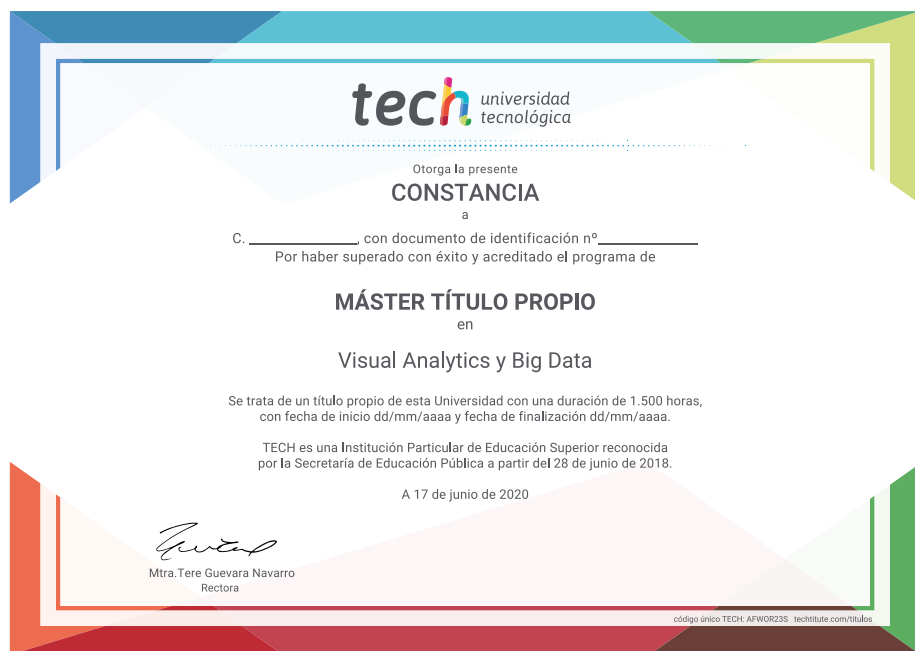 tech universidad
tecnológica
Otorga la presente
CONSTANCIA
a
C. ______________, con documento de identificación nº_____________
Por haber superado con éxito y acreditado el programa de
MÁSTER TÍTULO PROPIO
en
Visual Analytics y Big Data
Se trata de un título propio de esta Universidad con una duración de 1.500 horas,
con fecha de inicio dd/mm/aaaa y fecha de finalización dd/mm/aaaa.
TECH es una Institución Particular de Educación Superior reconocida
por la Secretaría de Educación Pública a partir del 28 de junio de 2018.
A 17 de junio de 2020
Mtra.Tere Guevara Navarro
Rectora
código único TECH: AFWOR23S techtitute.com/titulos